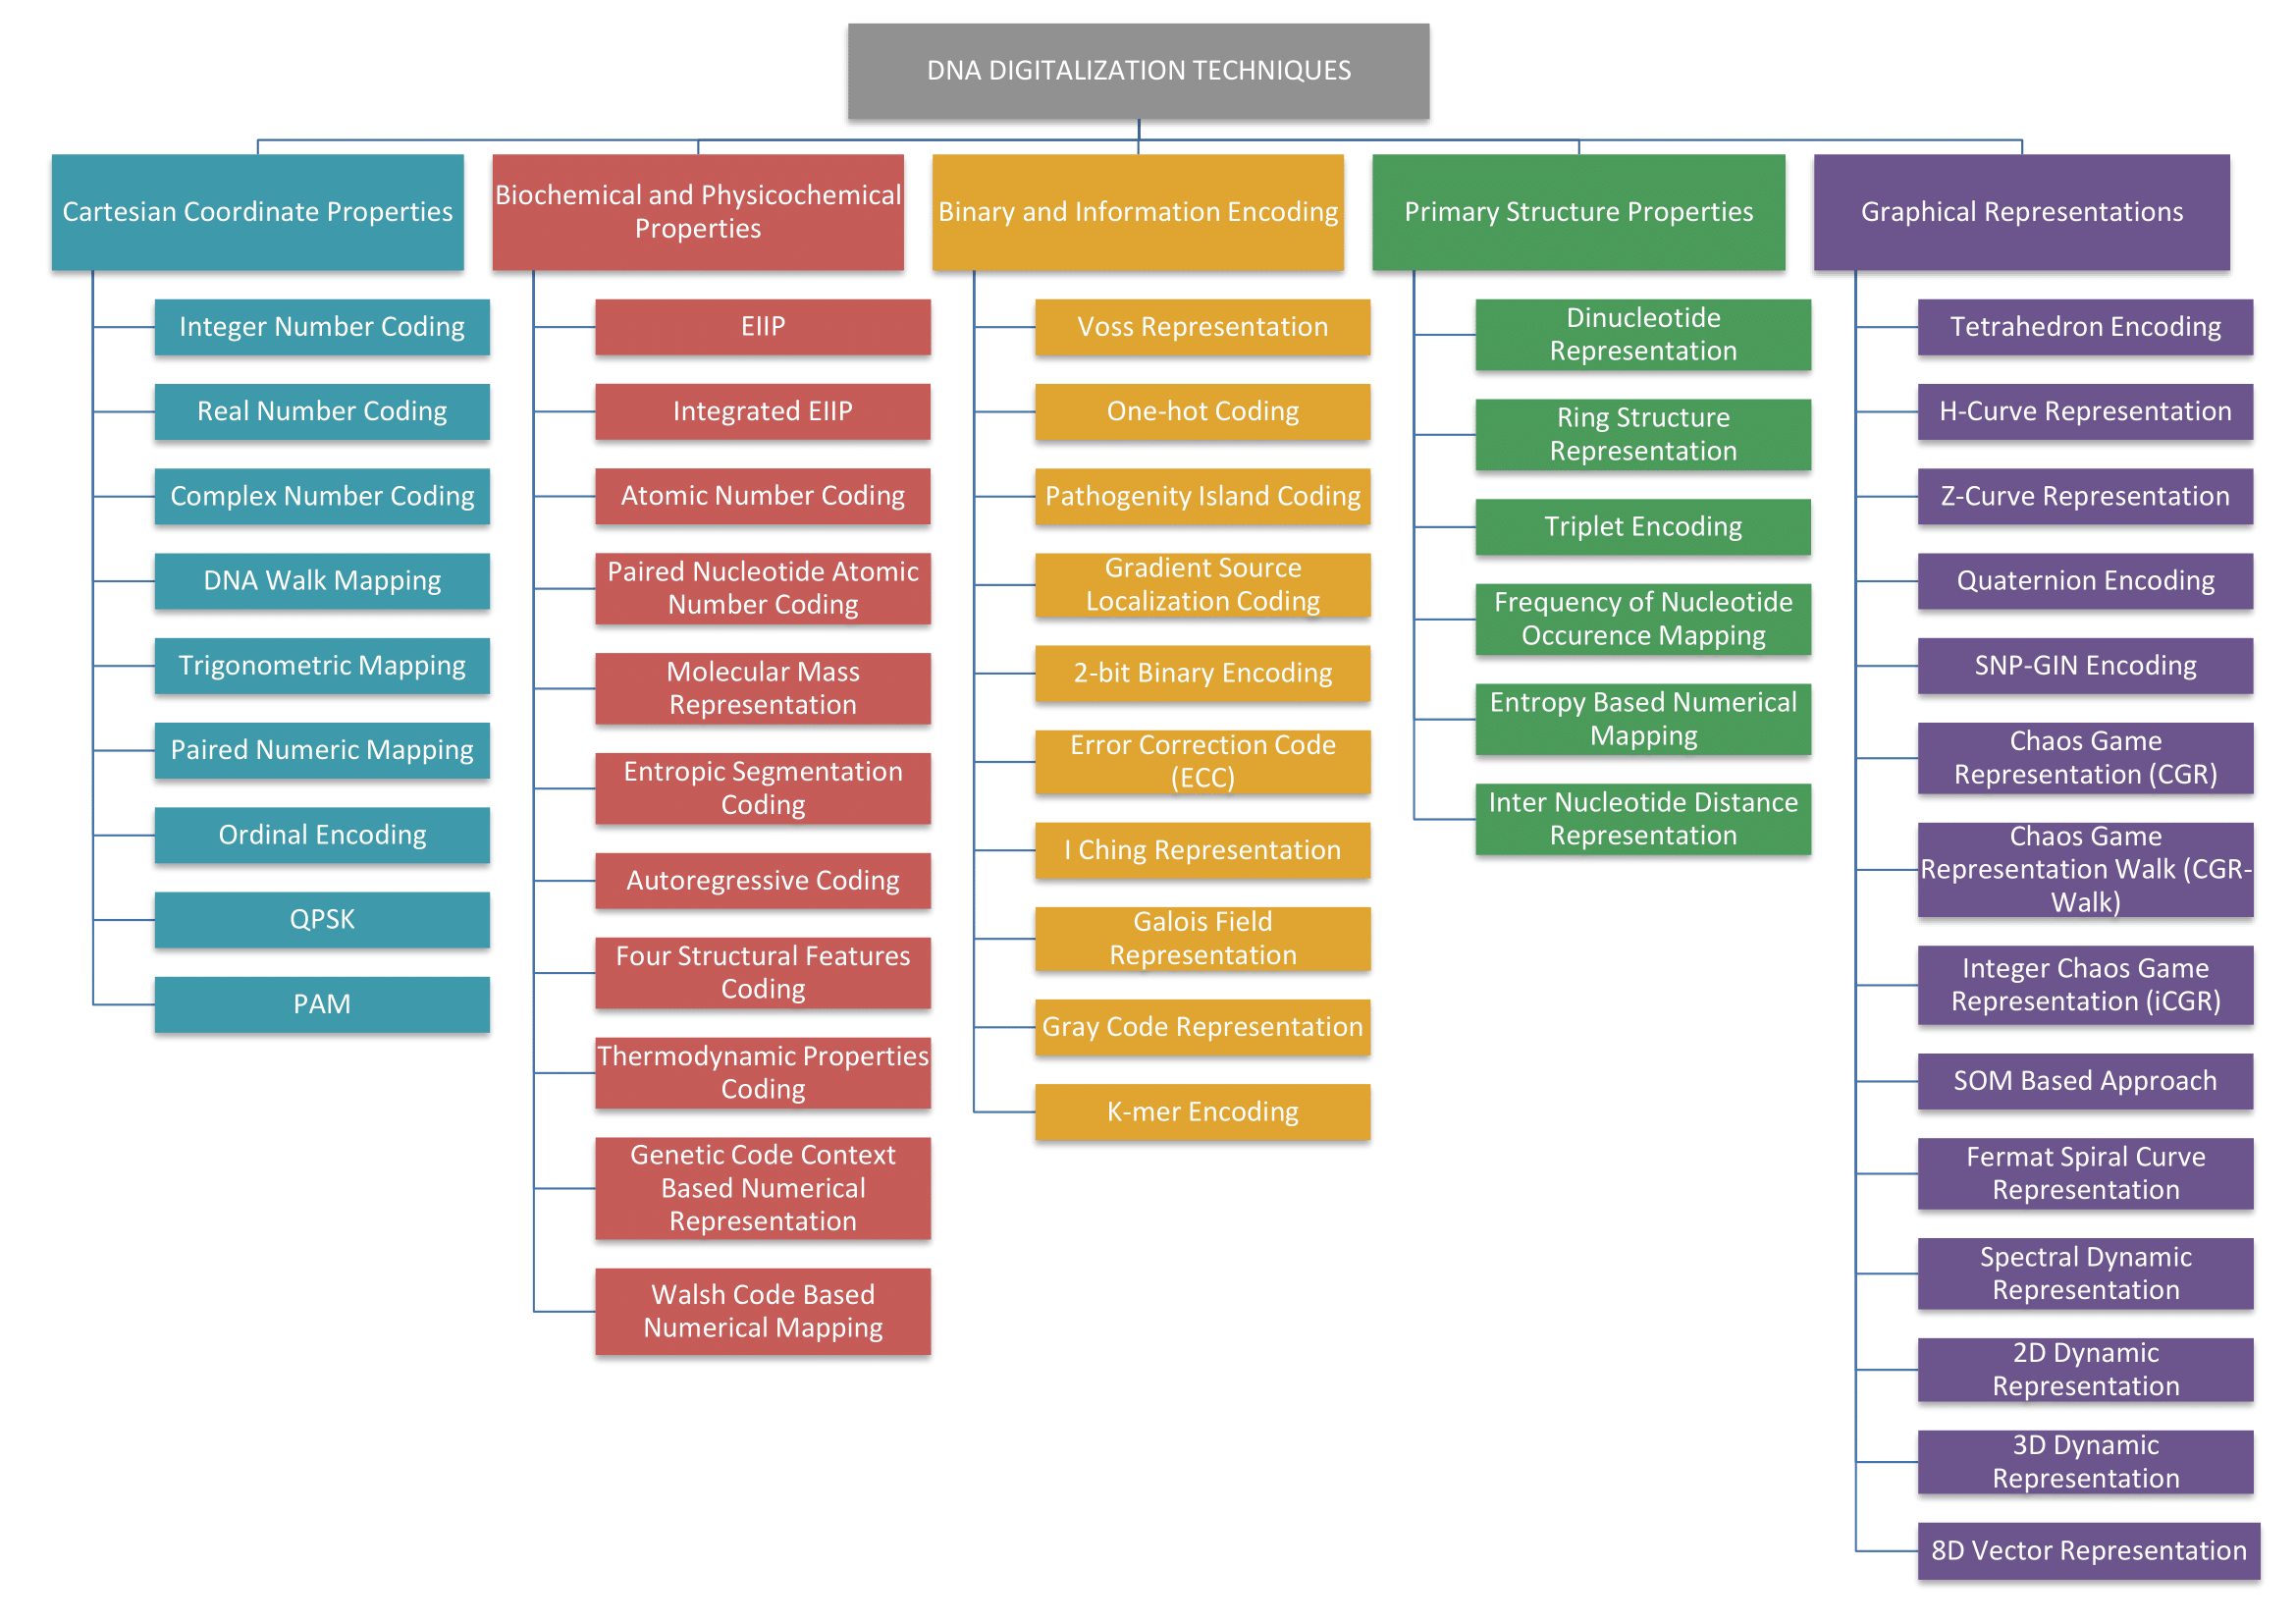 DNA DIGITALIZATION TECHNIQUES
Cartesian Coordinate Properties
Integer Number Coding
Real Number Coding
Complex Number Coding
DNA Walk Mapping
Trigonometric Mapping
Paired Numeric Mapping
Ordinal Encoding
QPSK
PAM
Biochemical and Physicochemical
Properties
EIIP
Integrated EIIP
Atomic Number Coding
Paired Nucleotide Atomic
Number Coding
Molecular Mass
Representation
Entropic Segmentation
Coding
Autoregressive Coding
Four Structural Features
Coding
Thermodynamic Properties
Coding
Genetic Code Context
Based Numerical
Representation
Walsh Code Based
Numerical Mapping
Binary and Information Encoding
Voss Representation
One-hot Coding
Pathogenity Island Coding
Gradient Source
Localization Coding
2-bit Binary Encoding
Error Correction Code
(ECC)
I Ching Representation
Galois Field
Representation
Gray Code Representation
K-mer Encoding
Primary Structure Properties
Dinucleotide
Representation
Ring Structure
Representation
Triplet Encoding
Frequency of Nucleotide
Occurence Mapping
Entropy Based Numerical
Mapping
Inter Nucleotide Distance
Representation
Graphical Representations
Tetrahedron Encoding
H-Curve Representation
Z-Curve Representation
Quaternion Encoding
SNP-GIN Encoding
Chaos Game
Representation (CGR)
Chaos Game
Representation Walk (CGR-
Walk)
Integer Chaos Game
Representation (iCGR)
SOM Based Approach
Fermat Spiral Curve
Representation
Spectral Dynamic
Representation
2D Dynamic
Representation
3D Dynamic
Representation
8D Vector Representation